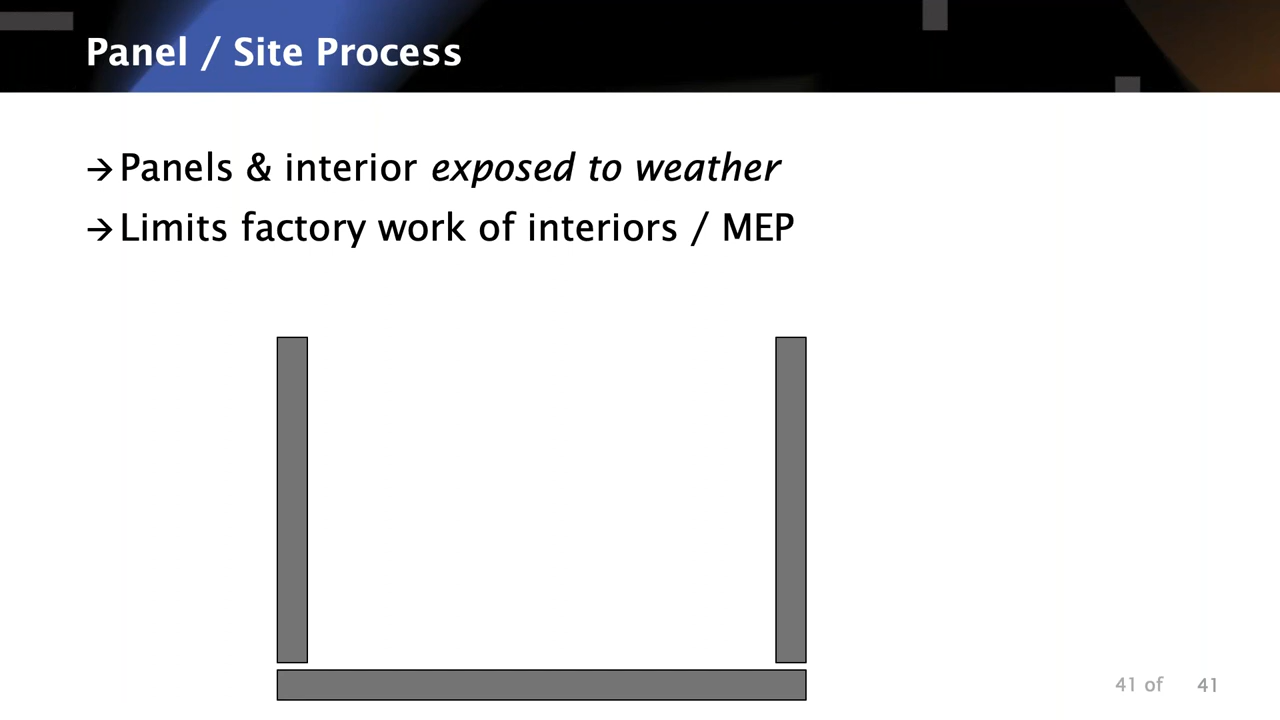 Panel / Site Process
→Panels & interior exposed to weather
→Limits factory work of interiors / MEP
41 of 41